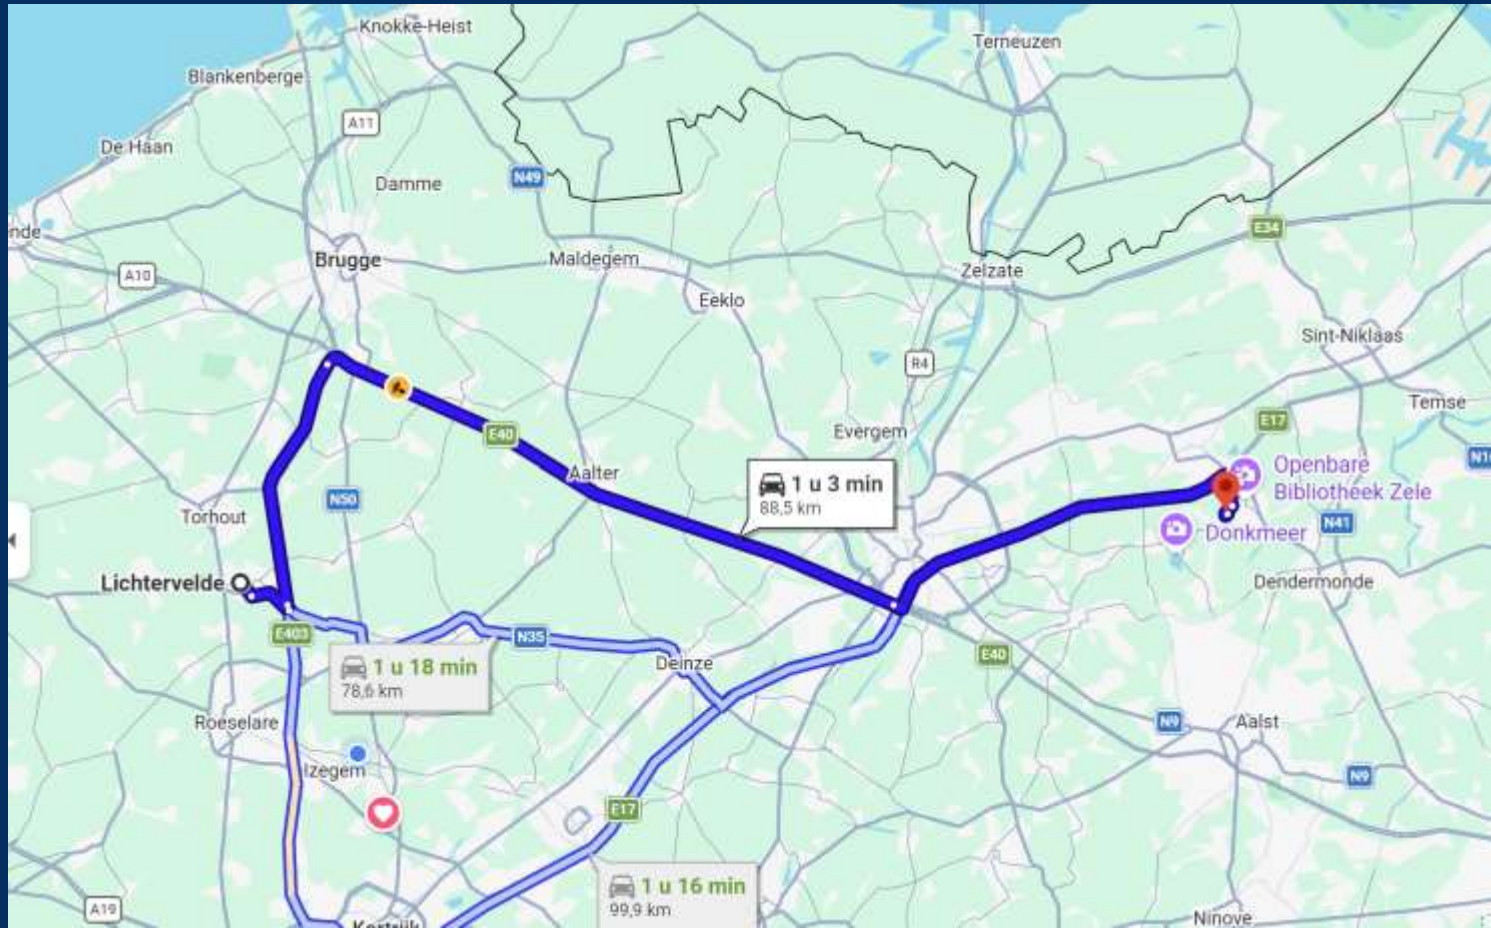 Knokke-Heist
Terneuzen
Blankenberge
A11
De Haan
N49
Damme
nde
E34
Brugge
Maldegem
A10
Zelzate
Eeklo
Sint-Niklaas
R4
Temse
E17
Evergem
E40
Aalter
Openbare
Bibliotheek Zele
1 u 3 min
88,5 km
N50
Torhout
N41
Donkmeer
Lichtervelde
Dendermonde
E403
N35
E40
Deinze
1 u 18 min
78,6 km
Roeselare
N9
Aalst
Izegem
N9
E17
1 u 16 min
99,9 km
A19
Ninove
Kortrijk